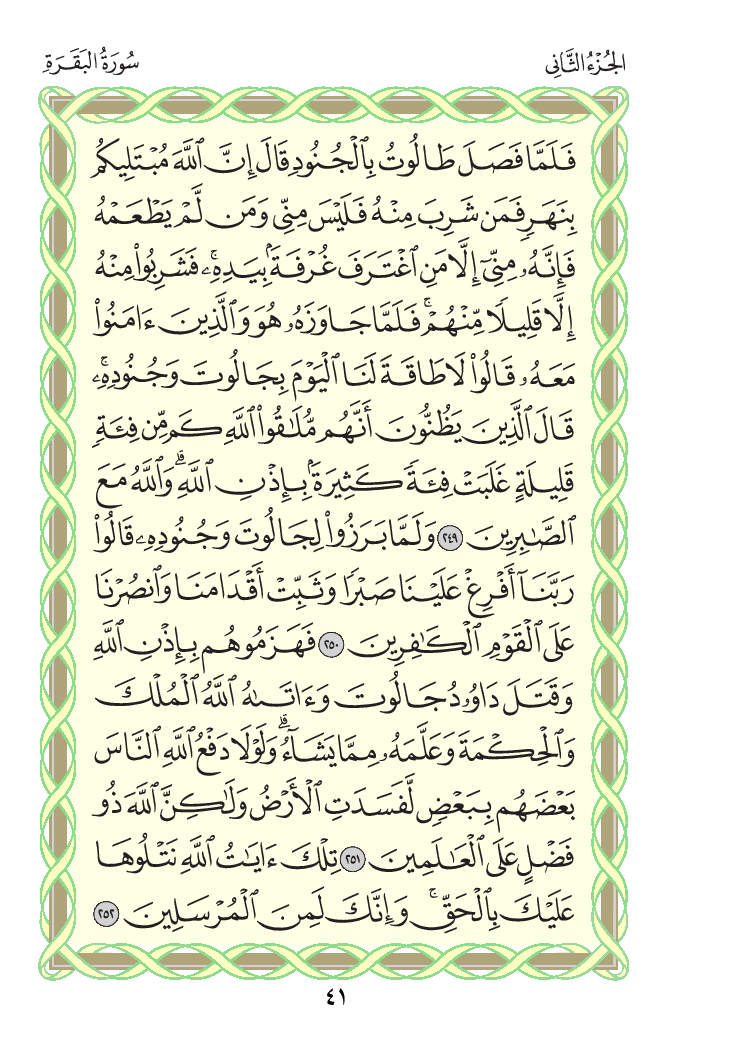 الجُزْءُ الثَّانِي
سُورَةُ البَقَرَةِ
فَلَمَّا فَصَلَ طَالُوتُ بِٱلْجُنُودِ قَالَ إِنَّ ٱللَّهَ مُبْتَلِيكُم
بِنَهَرٍ فَمَن شَرِبَ مِنْهُ فَلَيْسَ مِنِّي وَمَن لَّمْ يَطْعَمْهُ
فَإِنَّهُۥ مِنِّيٓ إِلَّا مَنِ ٱغْتَرَفَ غُرْفَةَۢ بِيَدِهِۦۚ فَشَرِبُوا۟ مِنْهُ
إِلَّا قَلِيلًا مِّنْهُمْۚ فَلَمَّا جَاوَزَهُۥ هُوَ وَٱلَّذِينَ ءَامَنُوا۟
مَعَهُۥ قَالُوا۟ لَا طَاقَةَ لَنَا ٱلْيَوْمَ بِجَالُوتَ وَجُنُودِهِۦۚ
قَالَ ٱلَّذِينَ يَظُنُّونَ أَنَّهُم مُّلَٰقُوا۟ ٱللَّهِ كَم مِّن فِئَةٍ
قَلِيلَةٍ غَلَبَتْ فِئَةً كَثِيرَةَۢ بِإِذْنِ ٱللَّهِۗ وَٱللَّهُ مَعَ
ٱلصَّٰبِرِينَ ٢٤٩ وَلَمَّا بَرَزُوا۟ لِجَالُوتَ وَجُنُودِهِۦ قَالُوا۟
رَبَّنَآ أَفْرِغْ عَلَيْنَا صَبْرًا وَثَبِّتْ أَقْدَامَنَا وَٱنصُرْنَا
عَلَى ٱلْقَوْمِ ٱلْكَٰفِرِينَ ٢٥٠ فَهَزَمُوهُم بِإِذْنِ ٱللَّهِ
وَقَتَلَ دَاوُۥدُ جَالُوتَ وَءَاتَىٰهُ ٱللَّهُ ٱلْمُلْكَ
وَٱلْحِكْمَةَ وَعَلَّمَهُۥ مِمَّا يَشَآءُۗ وَلَوْلَا دَفْعُ ٱللَّهِ ٱلنَّاسَ
بَعْضَهُم بِبَعْضٍ لَّفَسَدَتِ ٱلْأَرْضُ وَلَٰكِنَّ ٱللَّهَ ذُو
فَضْلٍ عَلَى ٱلْعَٰلَمِينَ ٢٥١ تِلْكَ ءَايَٰتُ ٱللَّهِ نَتْلُوهَا
عَلَيْكَ بِٱلْحَقِّۚ وَإِنَّكَ لَمِنَ ٱلْمُرْسَلِينَ ٢٥٢
٤١